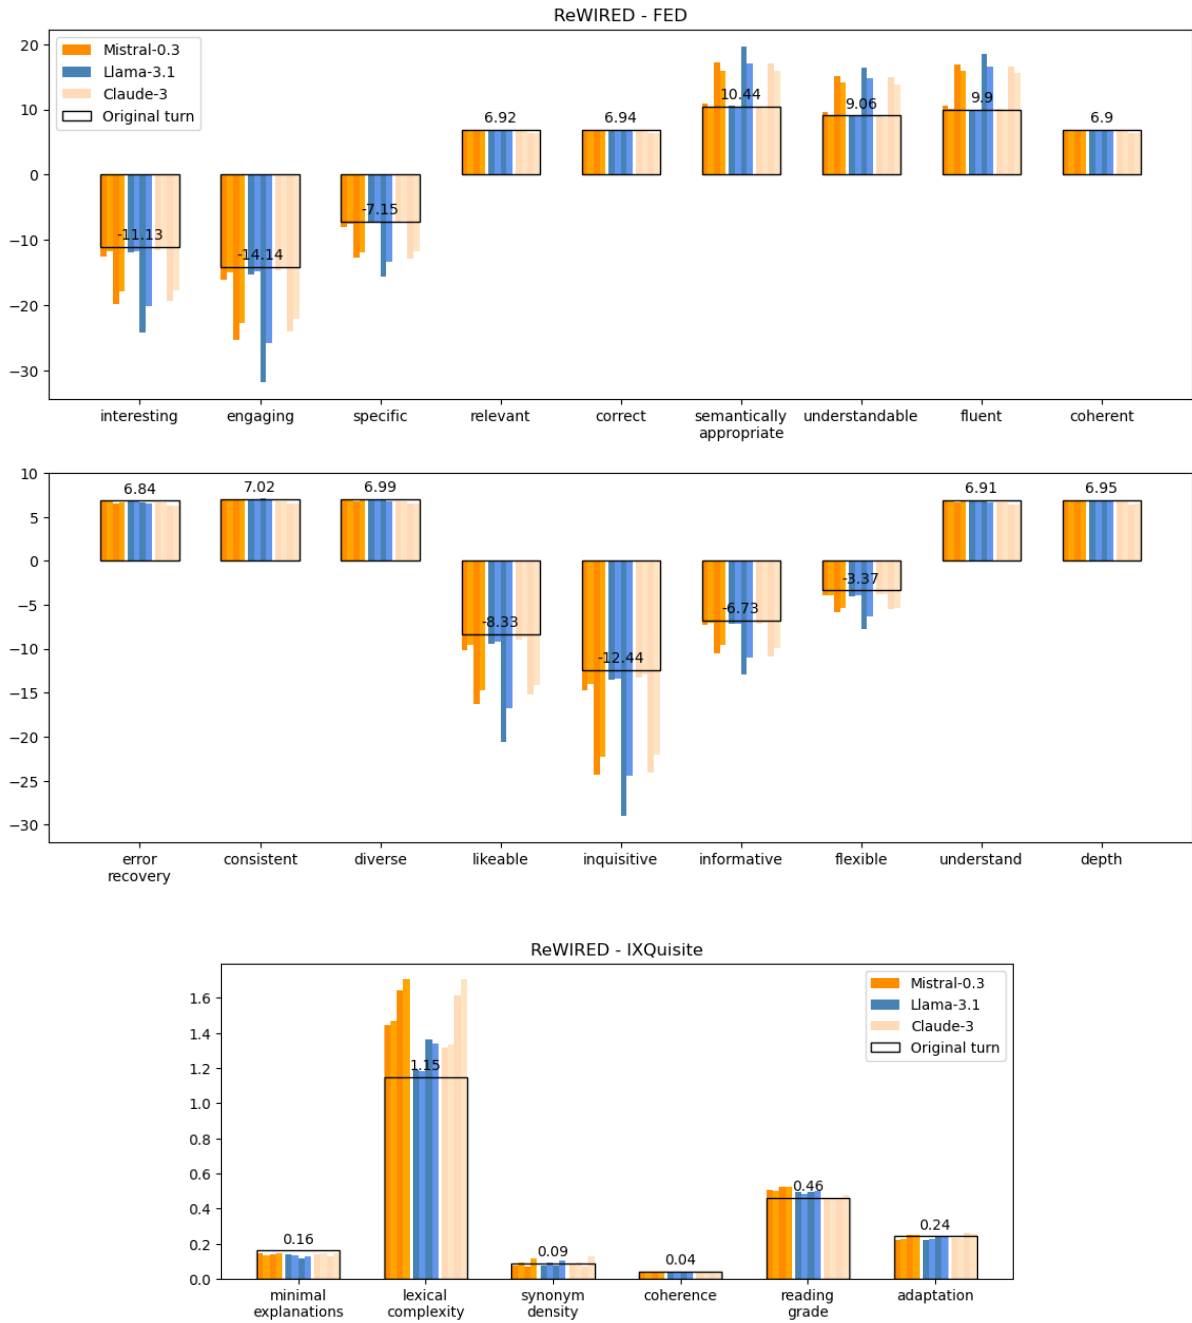 ReWIRED - FED
Mistral-0.3
Llama-3.1
Claude-3
Original turn
20
10
0
−10
−20
−30
-11.13
-14.14
-7.15
6.92
6.94
10.44
9.06
9.9
6.9
interesting
engaging
specific
relevant
correct
semantically
appropriate
understandable
fluent
coherent
10
5
0
−5
−10
−15
−20
−25
−30
6.84
7.02
6.99
-8.33
-12.44
-6.73
-3.37
6.91
6.95
error
recovery
consistent
diverse
likeable
inquisitive
informative
flexible
understand
depth
ReWIRED - IXQuisite
Mistral-0.3
Llama-3.1
Claude-3
Original turn
1.6
1.4
1.2
1.0
0.8
0.6
0.4
0.2
0.0
0.16
1.15
0.09
0.04
0.46
0.24
minimal
explanations
lexical
complexity
synonym
density
coherence
reading
grade
adaptation